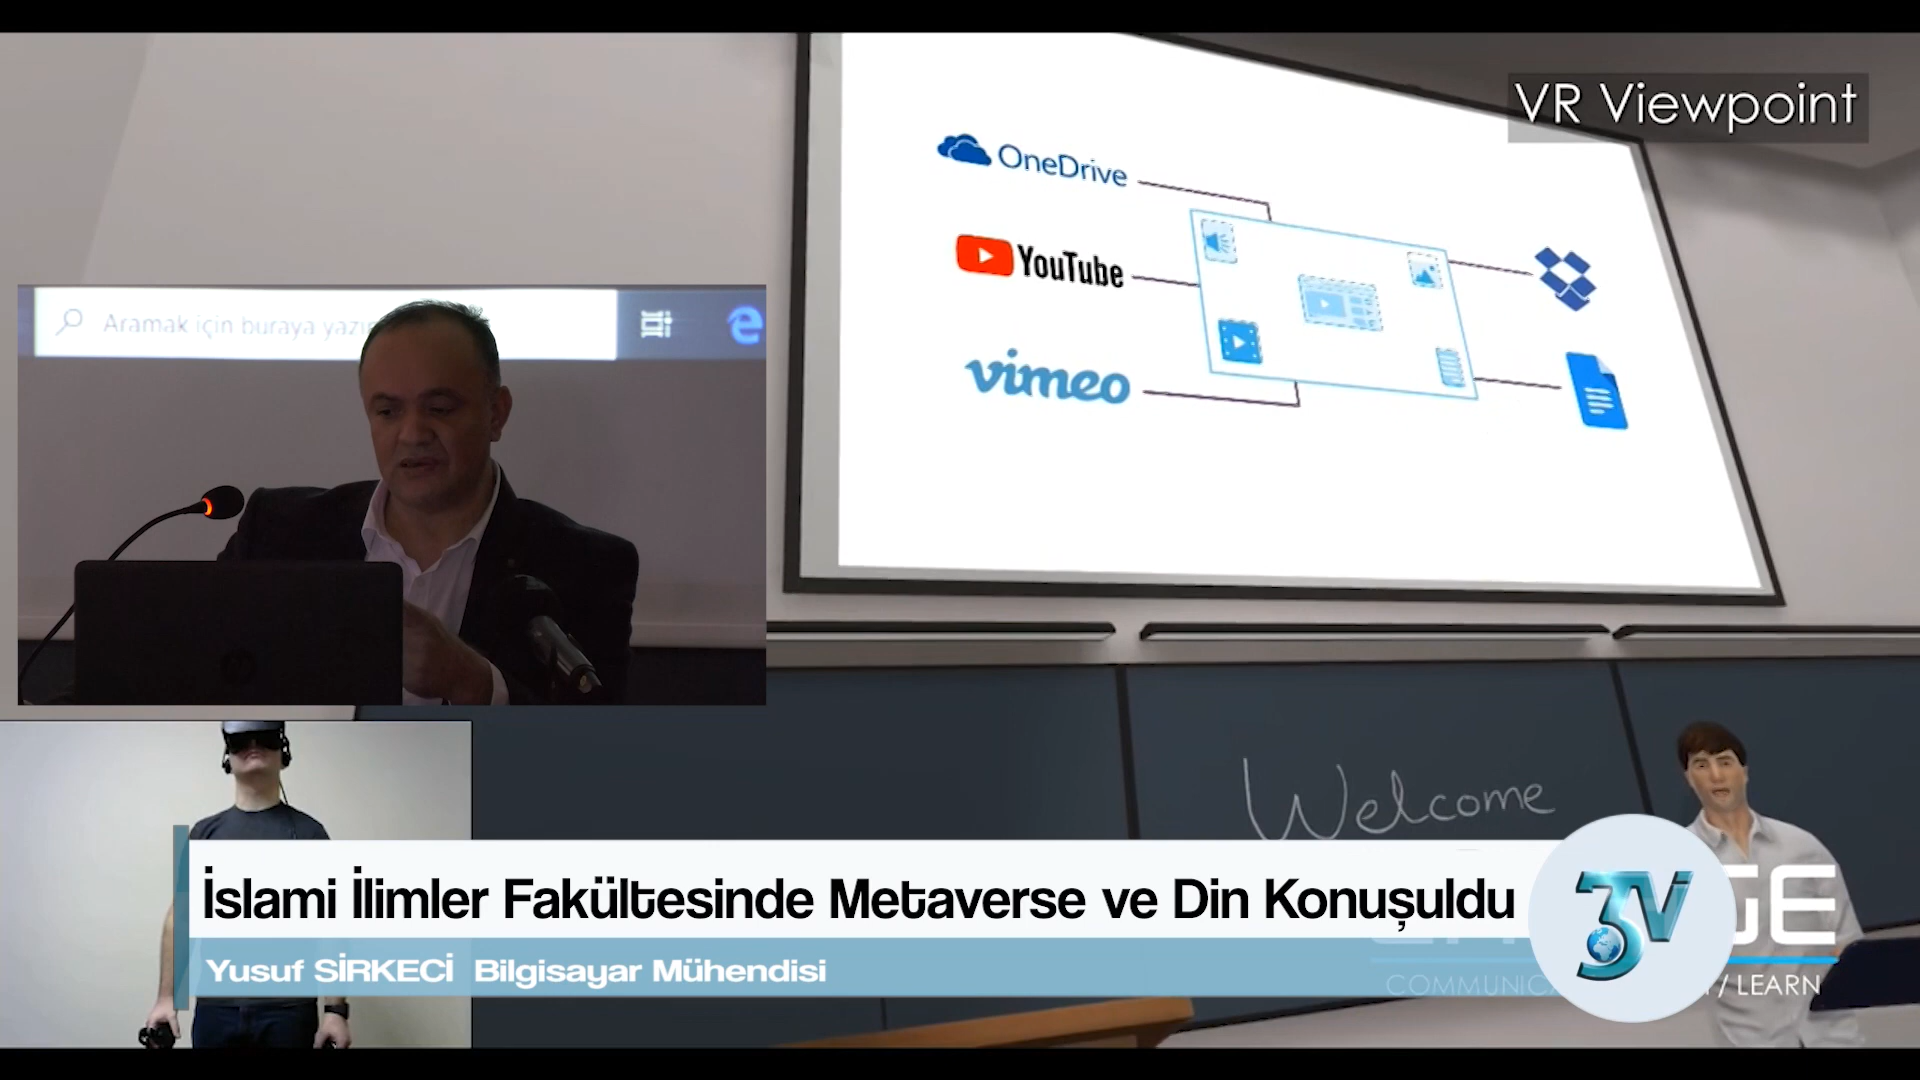 VR Viewpoint
OneDrive
YouTube
vimeo
Aramak için buraya
Welcome
İslami İlimler Fakültesinde Metaverse ve Din Konuşuldu
Yusuf SİRKECİ Bilgisayar Mühendisi
3TV
/ LEARN